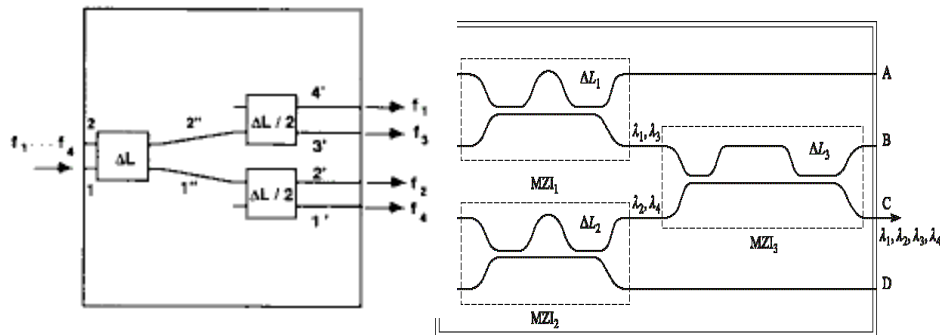 4'
f₁
2"
ΔL / 2
f₁ . . . f₄
2
f₃
3'
ΔL
2'
f₂
1
1"
ΔL / 2
f₄
1'
ΔL₁
A
λ₁, λ₃
B
MZI₁
ΔL₃
ΔL₂
λ₂, λ₄
C
MZI₃
λ₁, λ₂, λ₃, λ₄
D
MZI₂